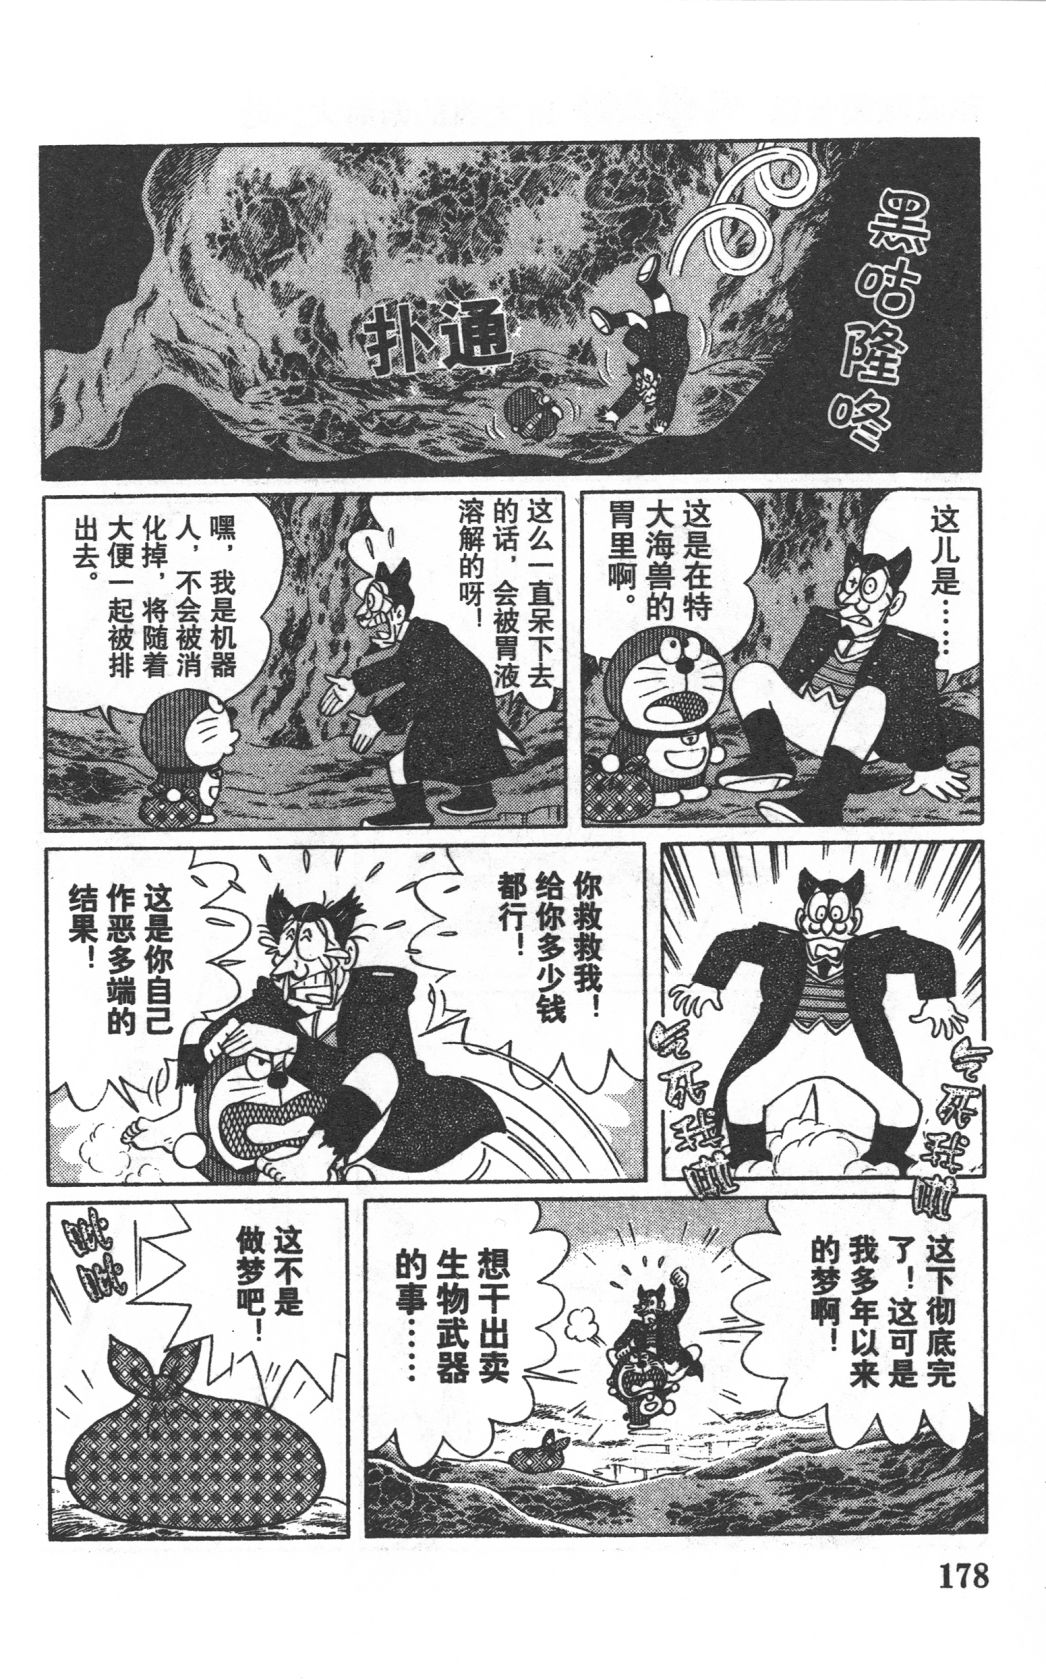 黑咕隆咚
扑通
这儿是……
这是在特
大海兽的
胃里啊。
这么一直呆下去
的话，会被胃液
溶解的呀！
嘿，我是机器
人，不会被消
化掉，将随着
大便一起被排
出去。
气死我啦
气死我啦
你救救我！
给你多少钱
都行！
这是你自己
作恶多端的
结果！
这下彻底完
了！这可是
我多年以来
的梦啊！
想干出卖
生物武器
的事……
这不是
做梦吧！
178